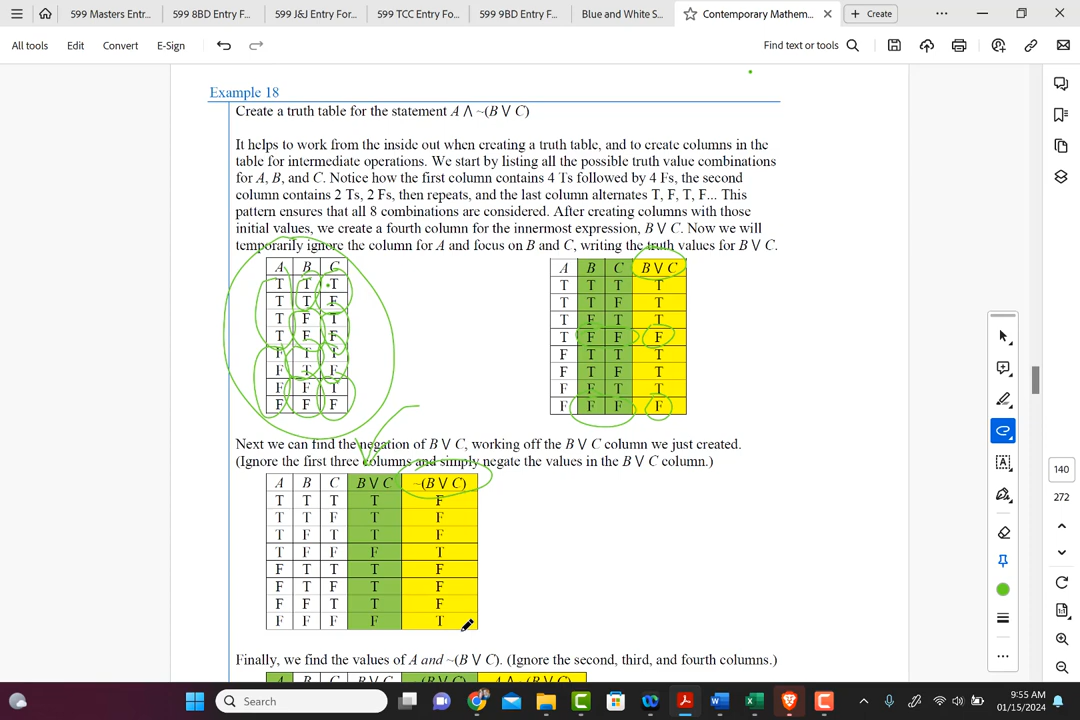 599 Masters Entr...
599 8BD Entry F...
599 J&J Entry For...
599 TCC Entry Fo...
599 9BD Entry F...
Blue and White S...
Contemporary Mathem...
Create
All tools
Edit
Convert
E-Sign
Find text or tools
Example 18
Create a truth table for the statement A ⋀ ~(B ⋁ C)
It helps to work from the inside out when creating a truth table, and to create columns in the
table for intermediate operations. We start by listing all the possible truth value combinations
for A, B, and C. Notice how the first column contains 4 Ts followed by 4 Fs, the second
column contains 2 Ts, 2 Fs, then repeats, and the last column alternates T, F, T, F... This
pattern ensures that all 8 combinations are considered. After creating columns with those
initial values, we create a fourth column for the innermost expression, B ⋁ C. Now we will
temporarily ignore the column for A and focus on B and C, writing the truth values for B ⋁ C.
A B C
T T T
T T F
T F T
T F F
F T T
F T F
F F T
F F F
A B C B ⋁ C
T T T T
T T F T
T F T T
T F F F
F T T T
F T F T
F F T T
F F F F
Next we can find the negation of B ⋁ C, working off the B ⋁ C column we just created.
(Ignore the first three columns and simply negate the values in the B ⋁ C column.)
A B C B ⋁ C ~(B ⋁ C)
T T T T F
T T F T F
T F T T F
T F F F T
F T T T F
F T F T F
F F T T F
F F F F T
Finally, we find the values of A and ~(B ⋁ C). (Ignore the second, third, and fourth columns.)
A B C B ⋁ C ~(B ⋁ C) A ⋀ ~(B ⋁ C)
140
272
Search
9:55 AM
01/15/2024